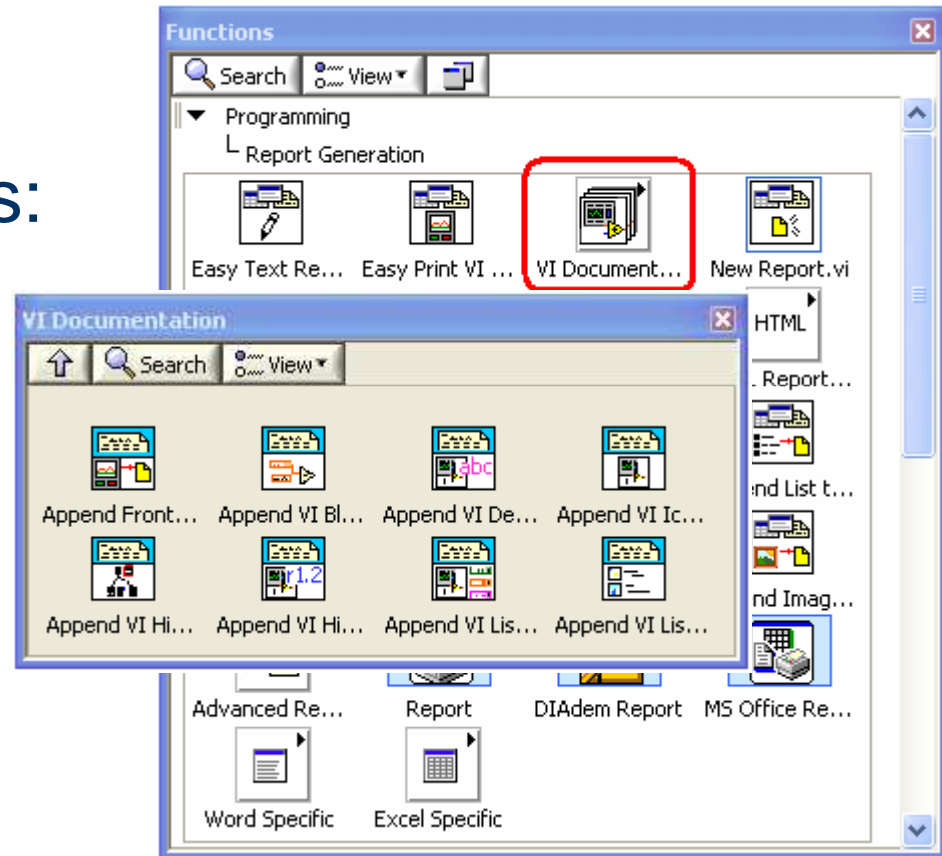 Functions
Search View
Programming
Report Generation
s:
Easy Text Re... Easy Print VI ... VI Document... New Report.vi
HTML
Report...
VI Documentation
Search View
abc
Append Front... Append VI Bl... Append VI De... Append VI Ic...
r1.2
Append VI Hi... Append VI Hi... Append VI Lis... Append VI Lis...
nd List t...
nd Imag...
Advanced Re... Report DIAdem Report MS Office Re...
Word Specific Excel Specific